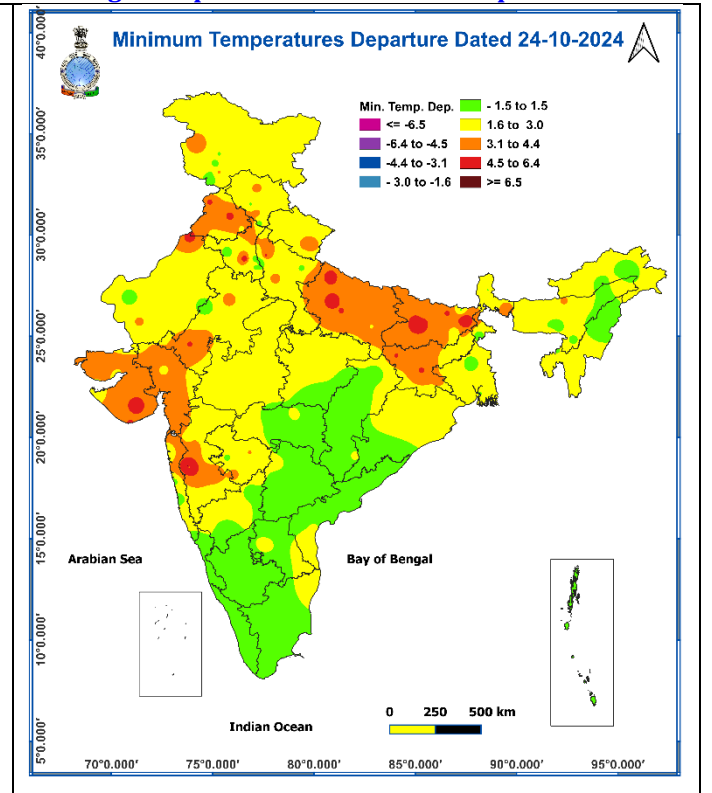 Minimum Temperatures Departure Dated 24-10-2024
Min. Temp. Dep.
<= -6.5
-6.4 to -4.5
-4.4 to -3.1
- 3.0 to -1.6
- 1.5 to 1.5
1.6 to 3.0
3.1 to 4.4
4.5 to 6.4
>= 6.5
40°0.000'
35°0.000'
30°0.000'
25°0.000'
20°0.000'
15°0.000'
10°0.000'
5°0.000'
Arabian Sea
Bay of Bengal
Indian Ocean
0 250 500 km
70°0.000' 75°0.000' 80°0.000' 85°0.000' 90°0.000' 95°0.000'